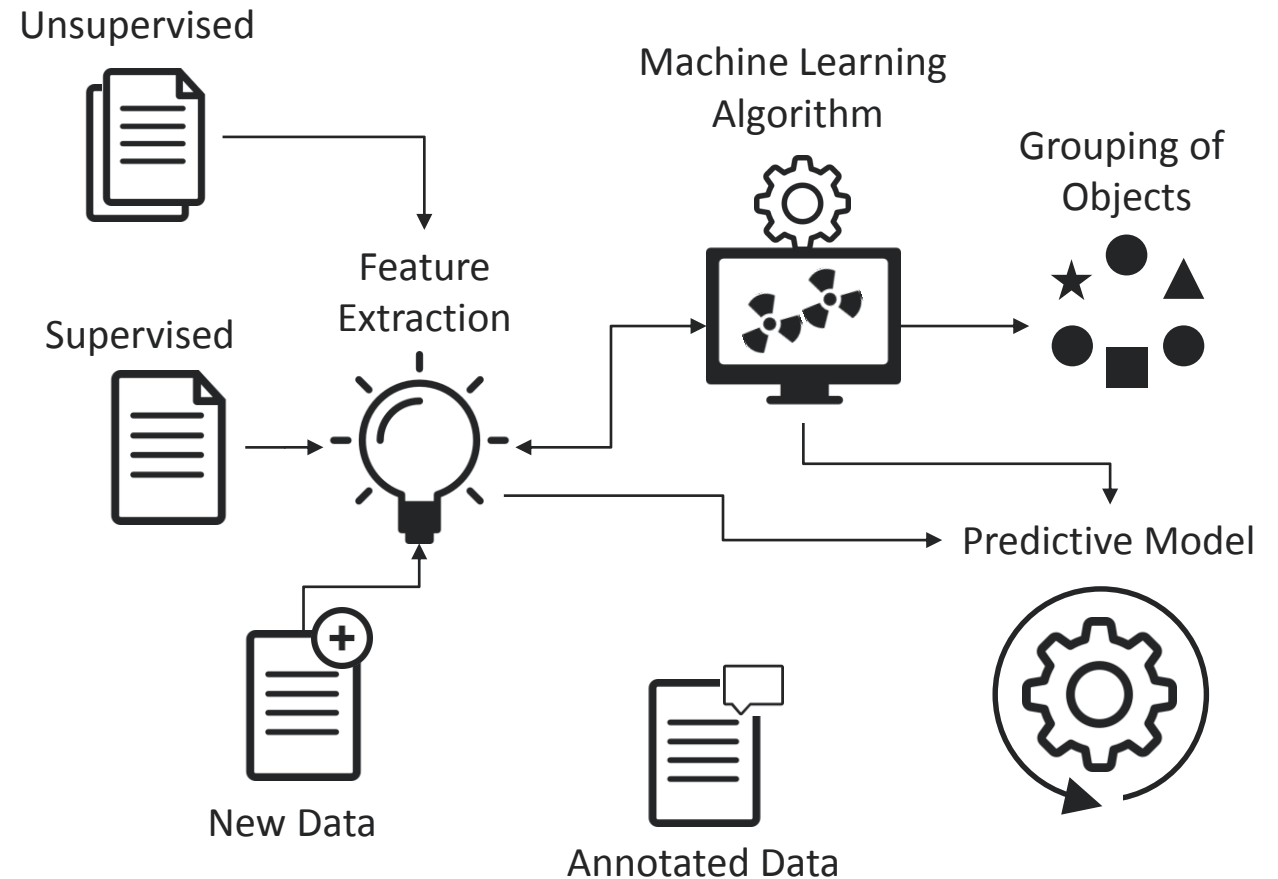 Unsupervised
Machine Learning
Algorithm
Grouping of
Objects
Feature
Extraction
Supervised
Predictive Model
New Data
Annotated Data